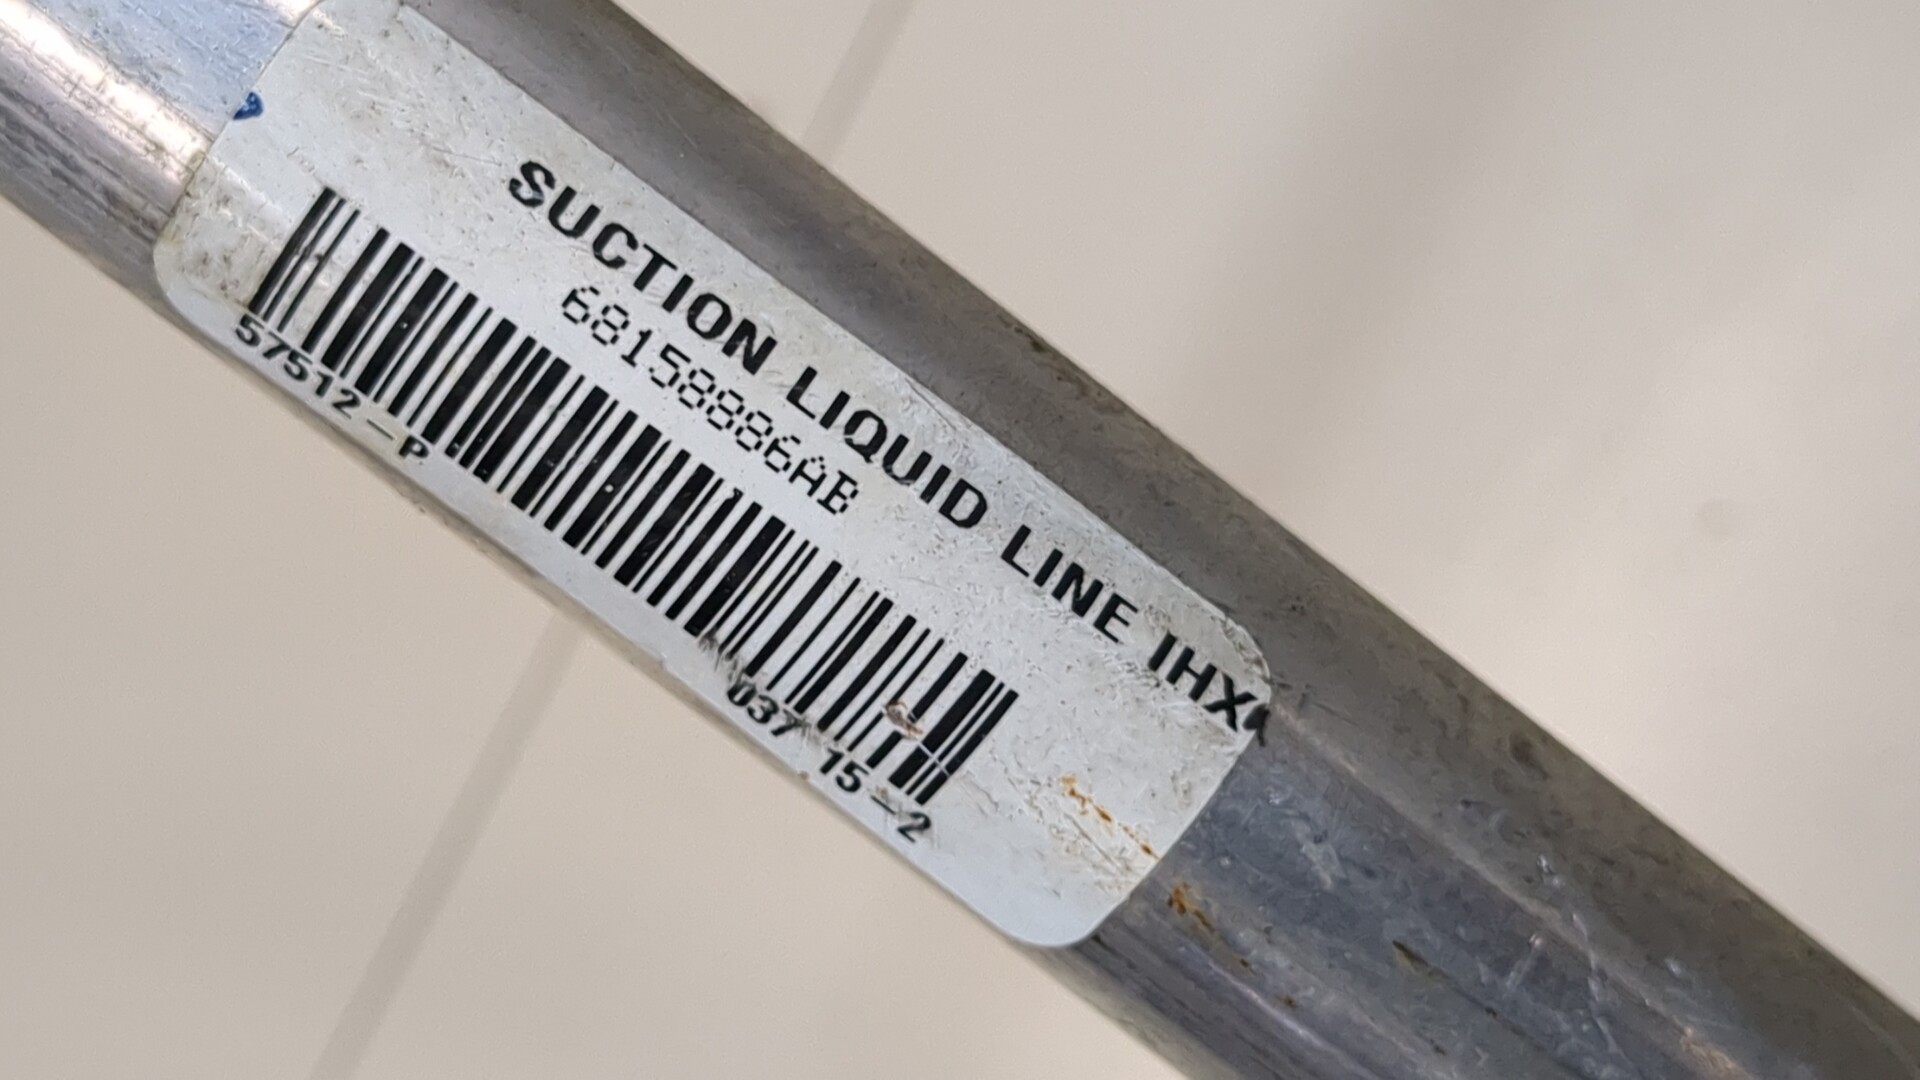 SUCTION LIQUID LINE IHX
68158886AB
57512-P 037 15-2